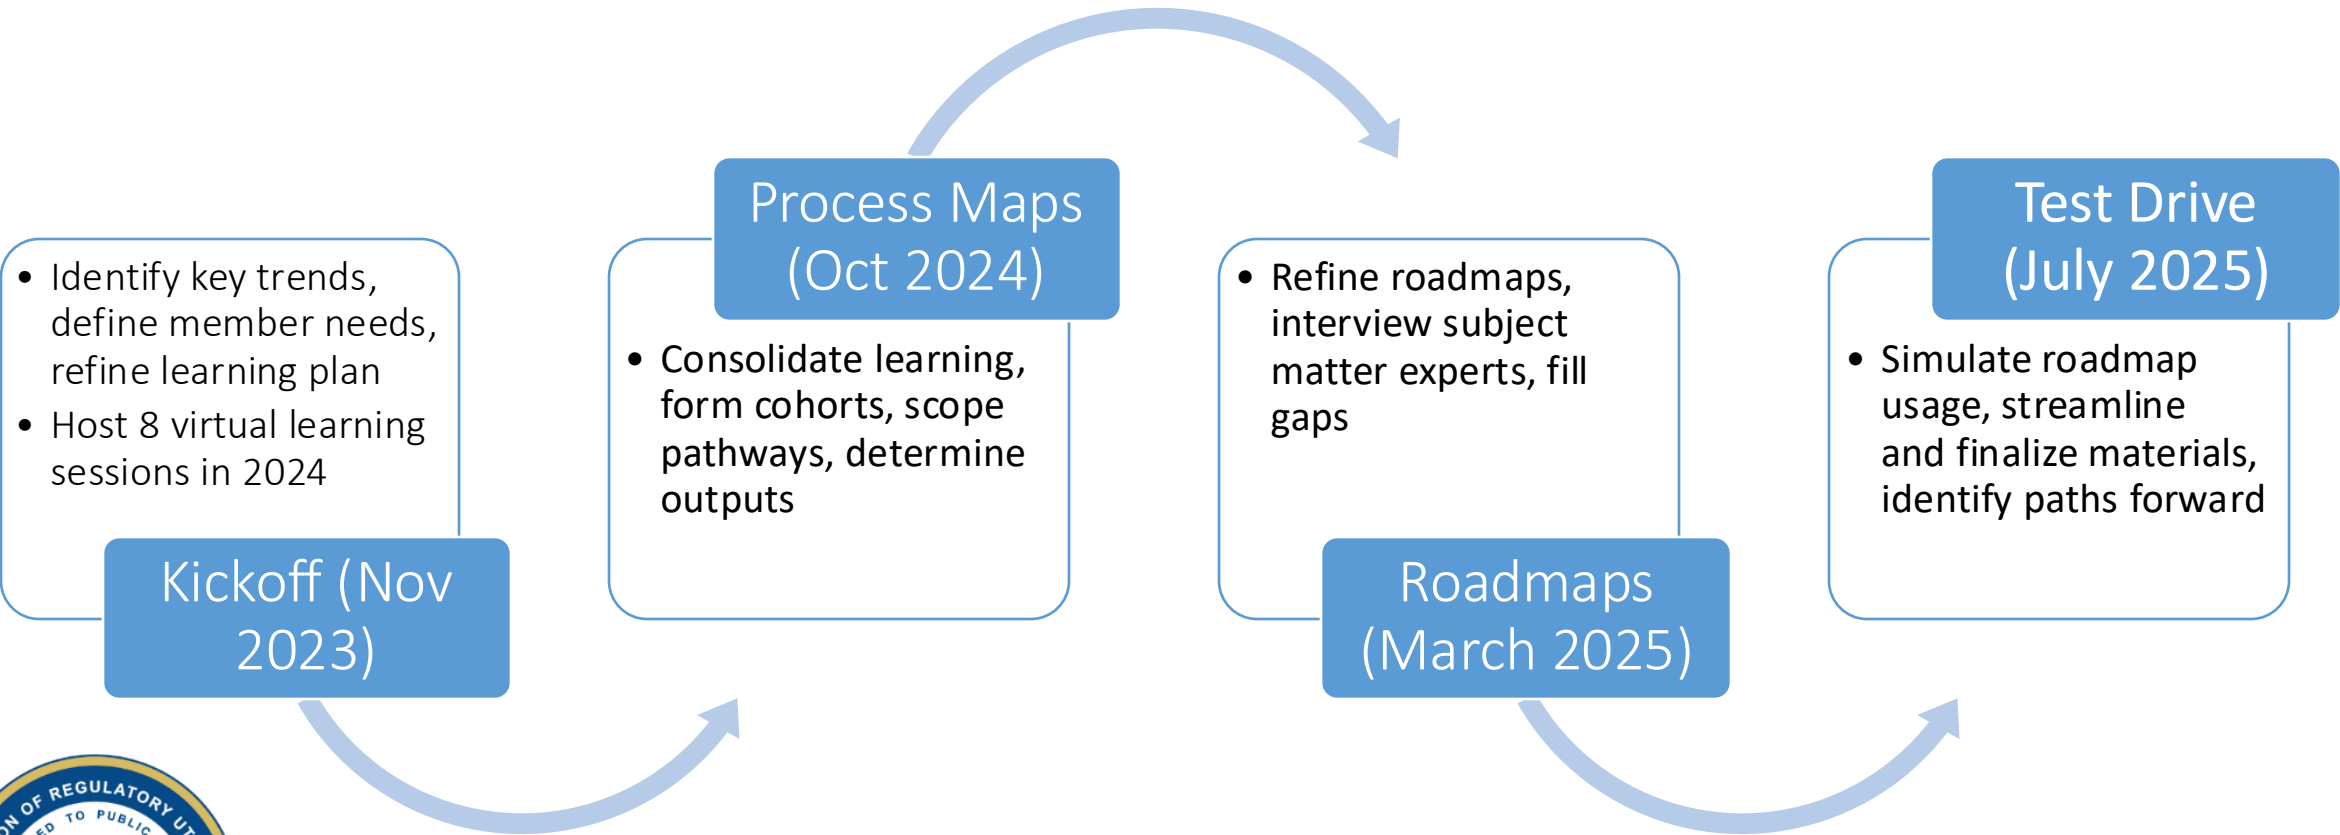 • Identify key trends,
define member needs,
refine learning plan
• Host 8 virtual learning
sessions in 2024
Kickoff (Nov
2023)
Process Maps
(Oct 2024)
• Consolidate learning,
form cohorts, scope
pathways, determine
outputs
• Refine roadmaps,
interview subject
matter experts, fill
gaps
Roadmaps
(March 2025)
Test Drive
(July 2025)
• Simulate roadmap
usage, streamline
and finalize materials,
identify paths forward
OF REGULATORY
TO PUBLIC